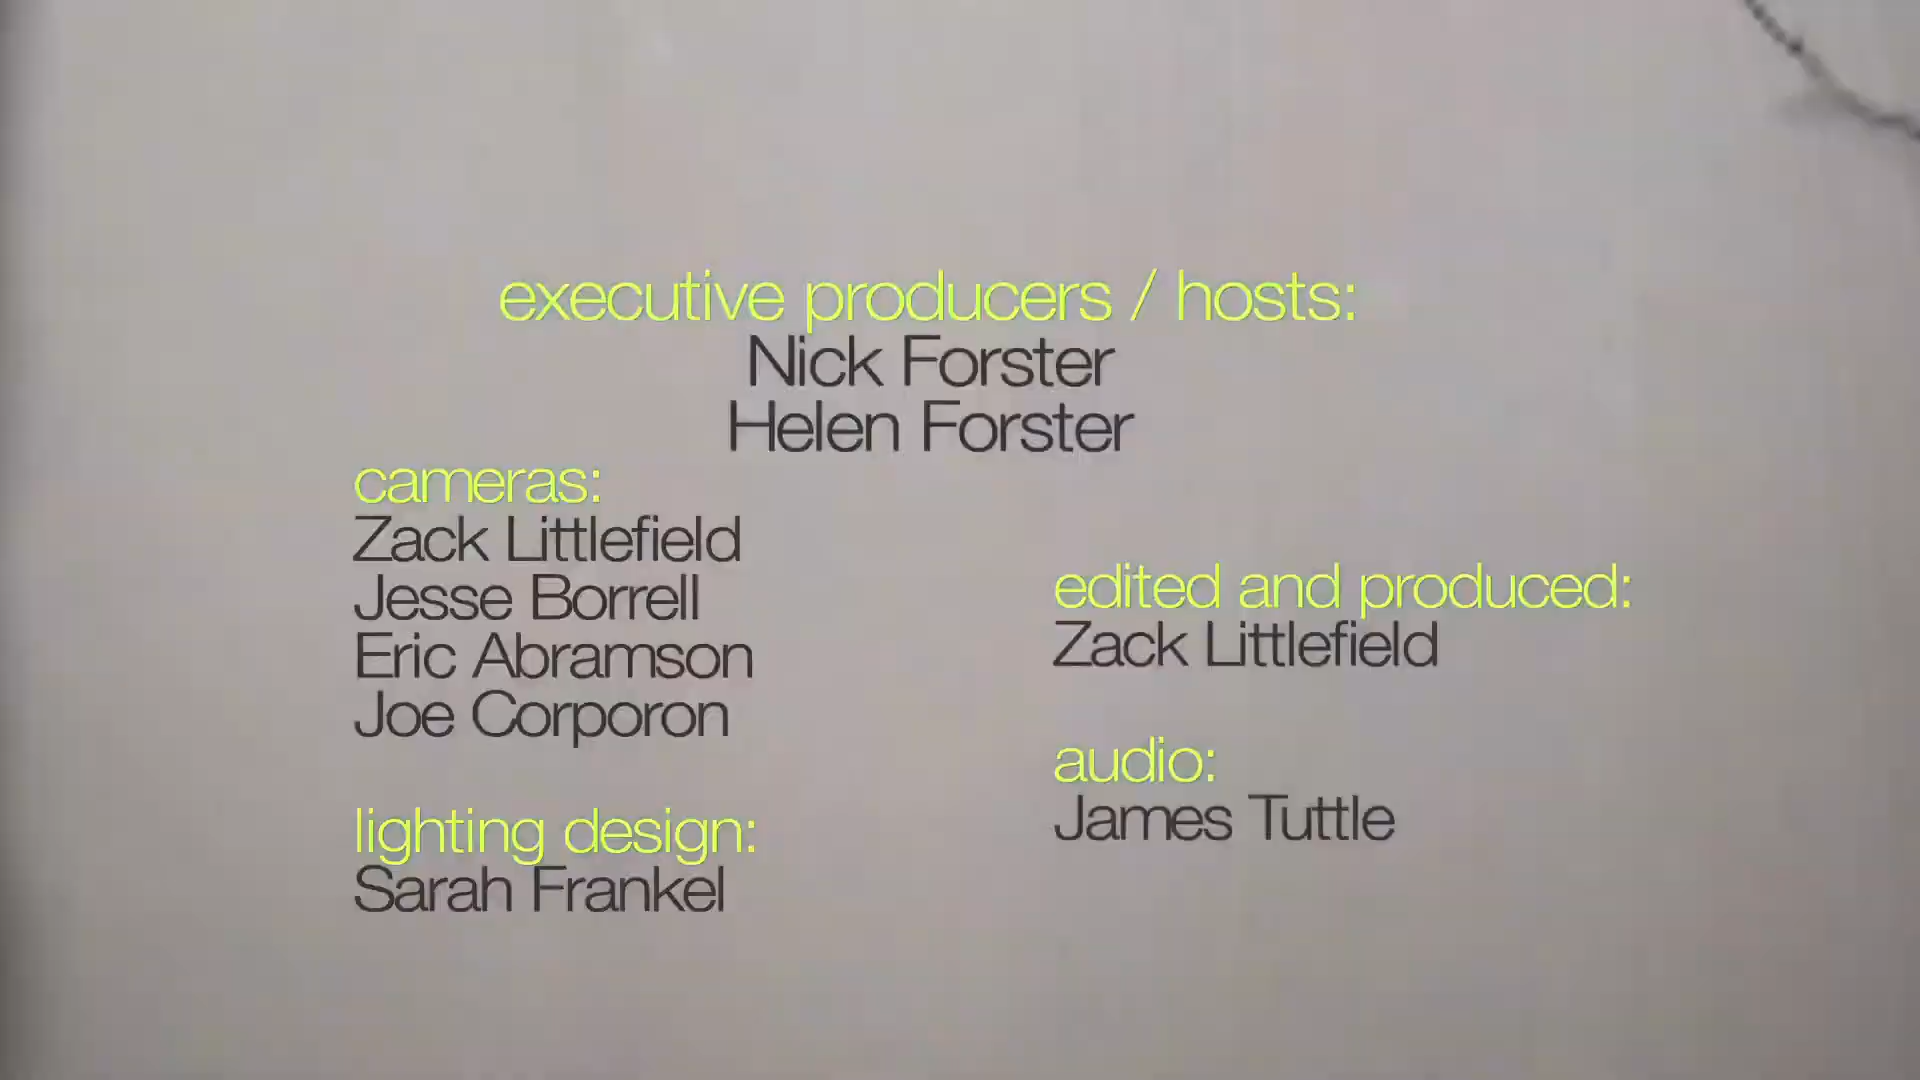 executive producers / hosts:
Nick Forster
Helen Forster
cameras:
Zack Littlefield
Jesse Borrell
Eric Abramson
Joe Corporon
lighting design:
Sarah Frankel
edited and produced:
Zack Littlefield
audio:
James Tuttle